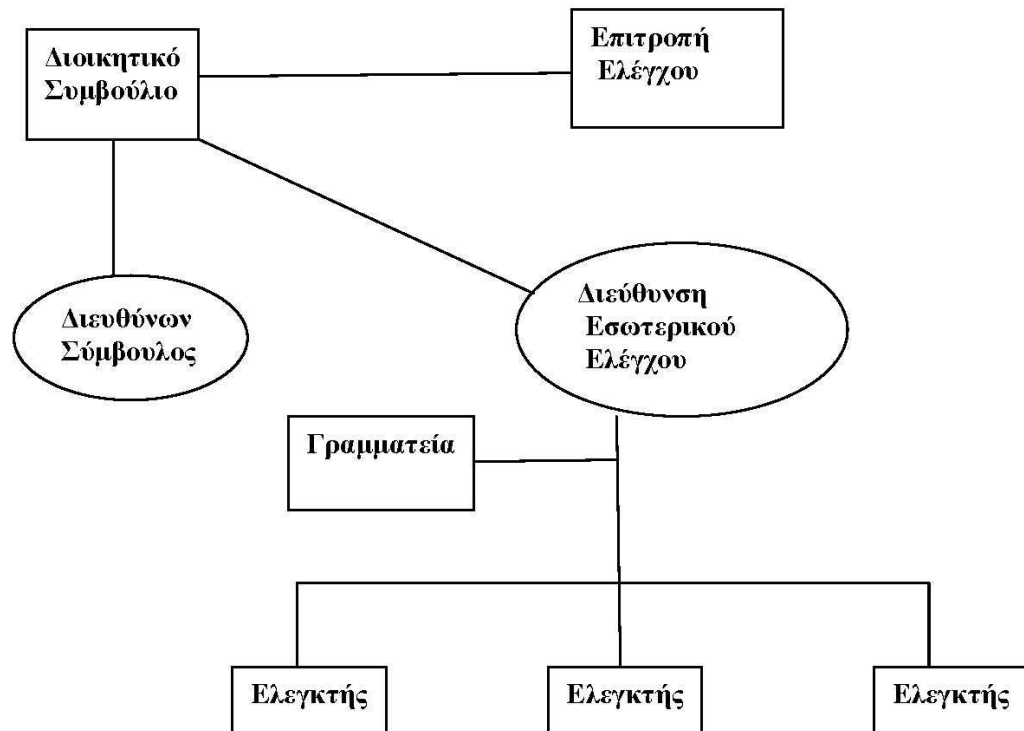 Διοικητικό
Συμβούλιο
Επιτροπή
Ελέγχου
Διευθύνων
Σύμβουλος
Διεύθυνση
Εσωτερικού
Ελέγχου
Γραμματεία
Ελεγκτής
Ελεγκτής
Ελεγκτής